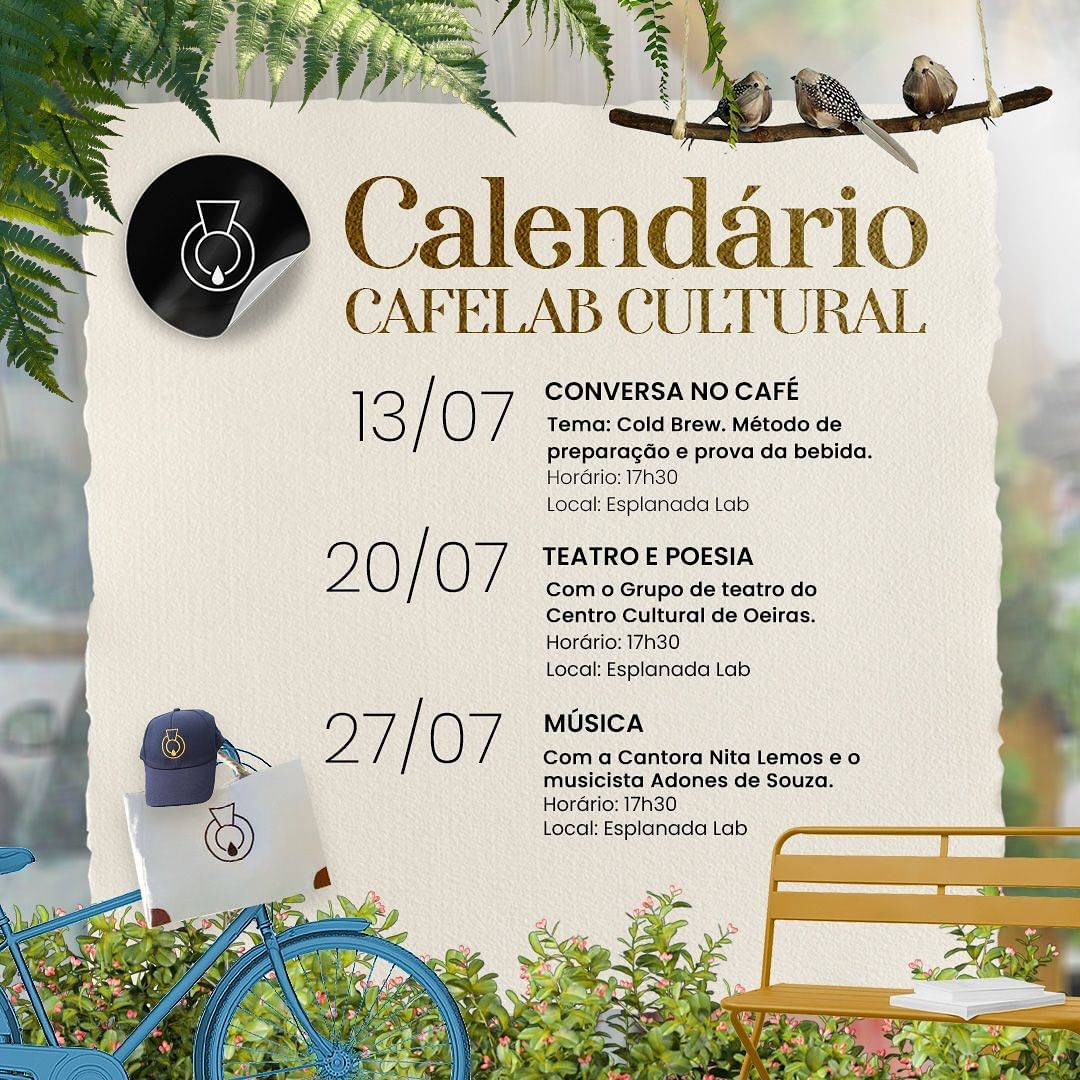 Calendário
CAFELAB CULTURAL
13/07
CONVERSA NO CAFÉ
Tema: Cold Brew. Método de
preparação e prova da bebida.
Horário: 17h30
Local: Esplanada Lab
20/07
TEATRO E POESIA
Com o Grupo de teatro do
Centro Cultural de Oeiras.
Horário: 17h30
Local: Esplanada Lab
27/07
MÚSICA
Com a Cantora Nita Lemos e o
musicista Adones de Souza.
Horário: 17h30
Local: Esplanada Lab